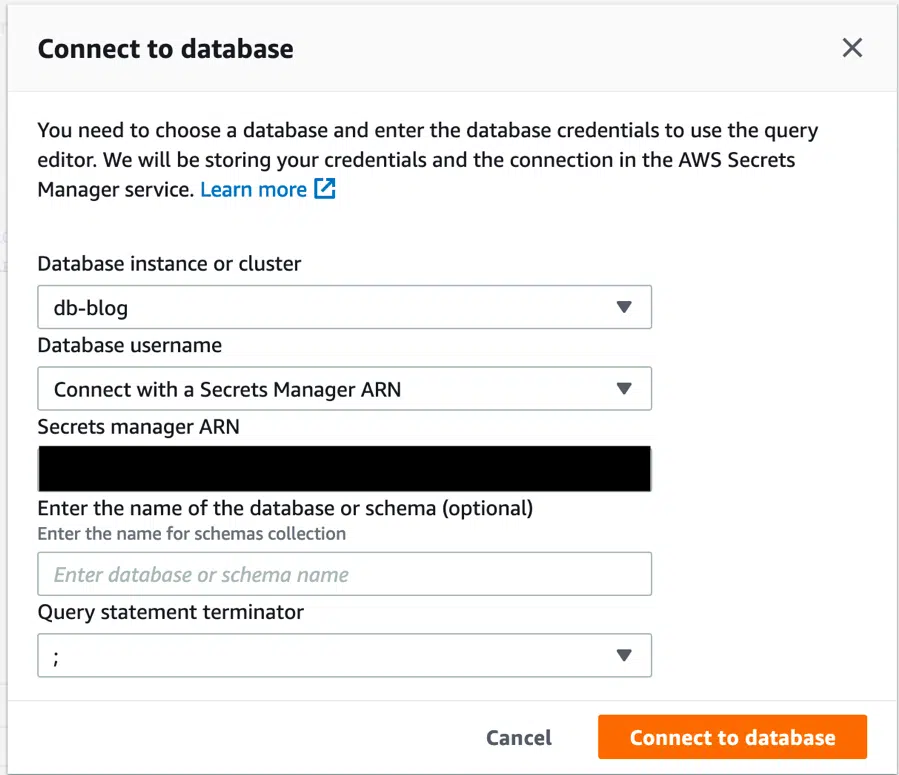 Connect to database
You need to choose a database and enter the database credentials to use the query
editor. We will be storing your credentials and the connection in the AWS Secrets
Manager service. Learn more
Database instance or cluster
db-blog
Database username
Connect with a Secrets Manager ARN
Secrets manager ARN
Enter the name of the database or schema (optional)
Enter the name for schemas collection
Enter database or schema name
Query statement terminator
;
Cancel
Connect to database